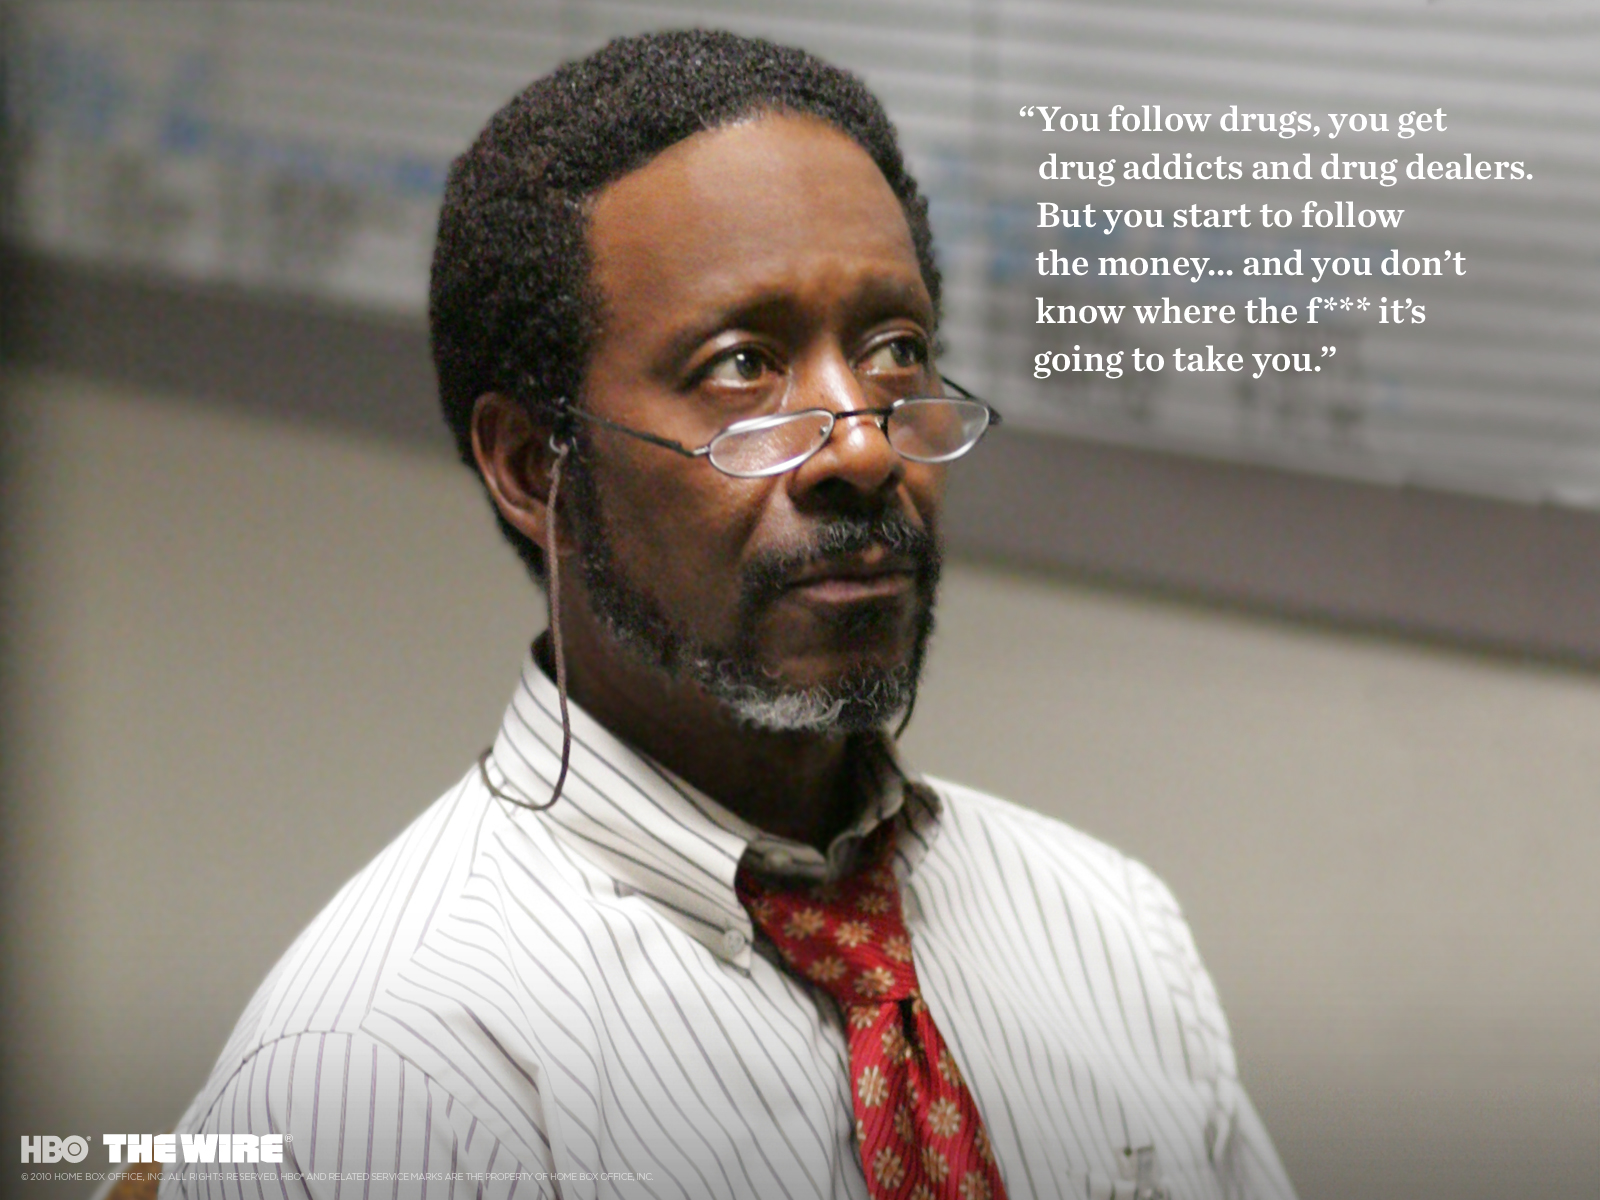 “You follow drugs, you get
drug addicts and drug dealers.
But you start to follow
the money... and you don’t
know where the f*** it’s
going to take you.”
HBO® THE WIRE®
© 2010 HOME BOX OFFICE, INC. ALL RIGHTS RESERVED. HBO® AND RELATED SERVICE MARKS ARE THE PROPERTY OF HOME BOX OFFICE, INC.